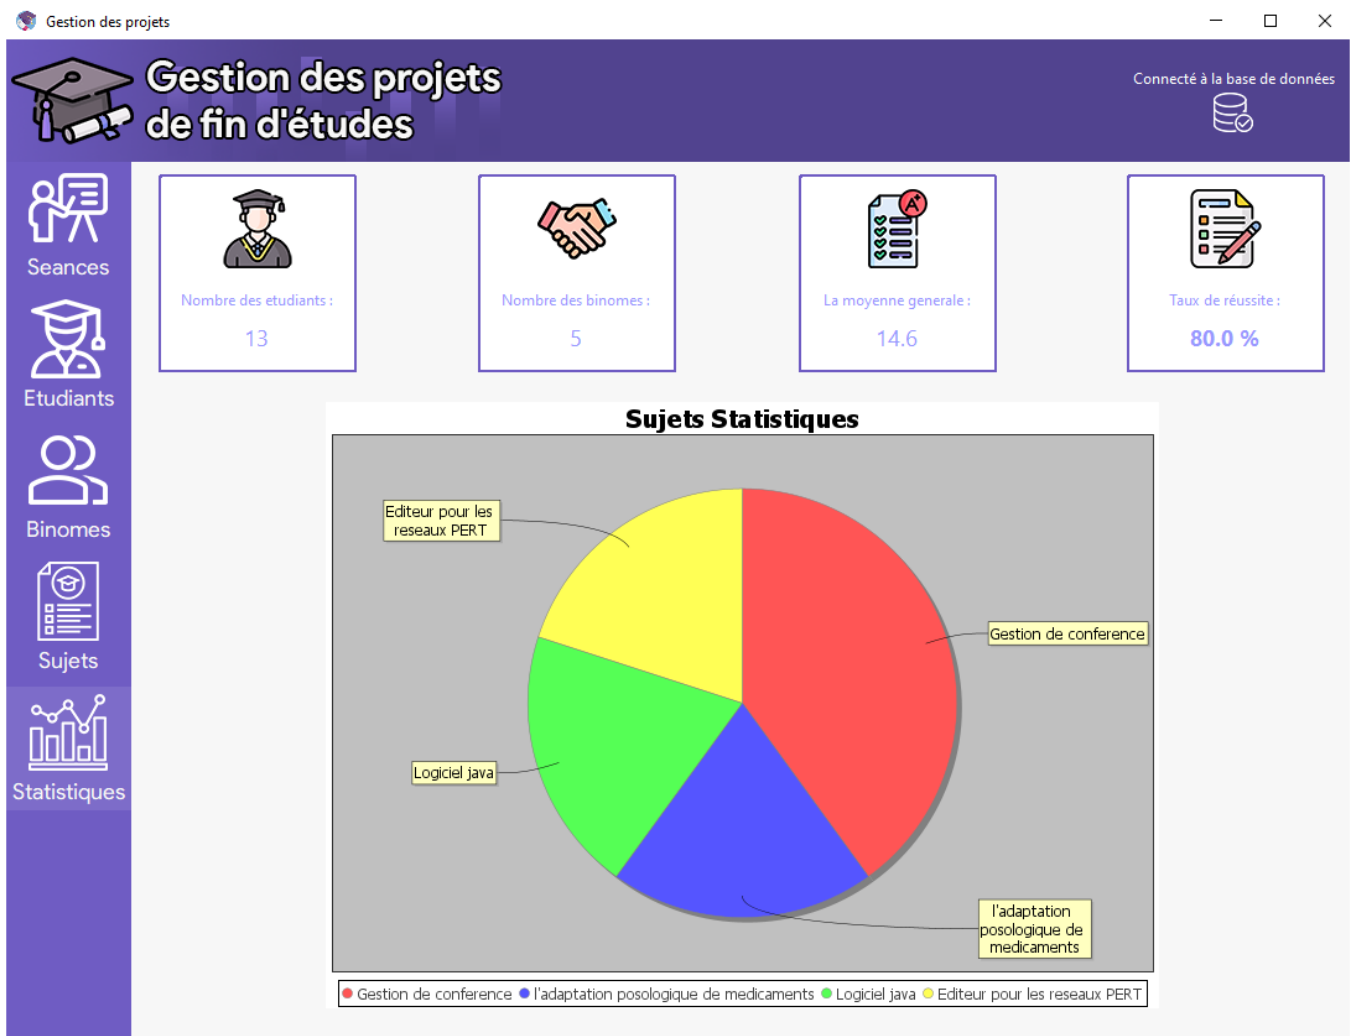 Gestion des projets
Gestion des projets
de fin d'études
Connecté à la base de données
Seances
Etudiants
Binomes
Sujets
Statistiques
Nombre des etudiants :
13
Nombre des binomes :
5
A+
La moyenne generale :
14.6
Taux de réussite :
80.0 %
Sujets Statistiques
Editeur pour les
reseaux PERT
Gestion de conference
Logiciel java
l'adaptation
posologique de
medicaments
Gestion de conference l'adaptation posologique de medicaments Logiciel java Editeur pour les reseaux PERT